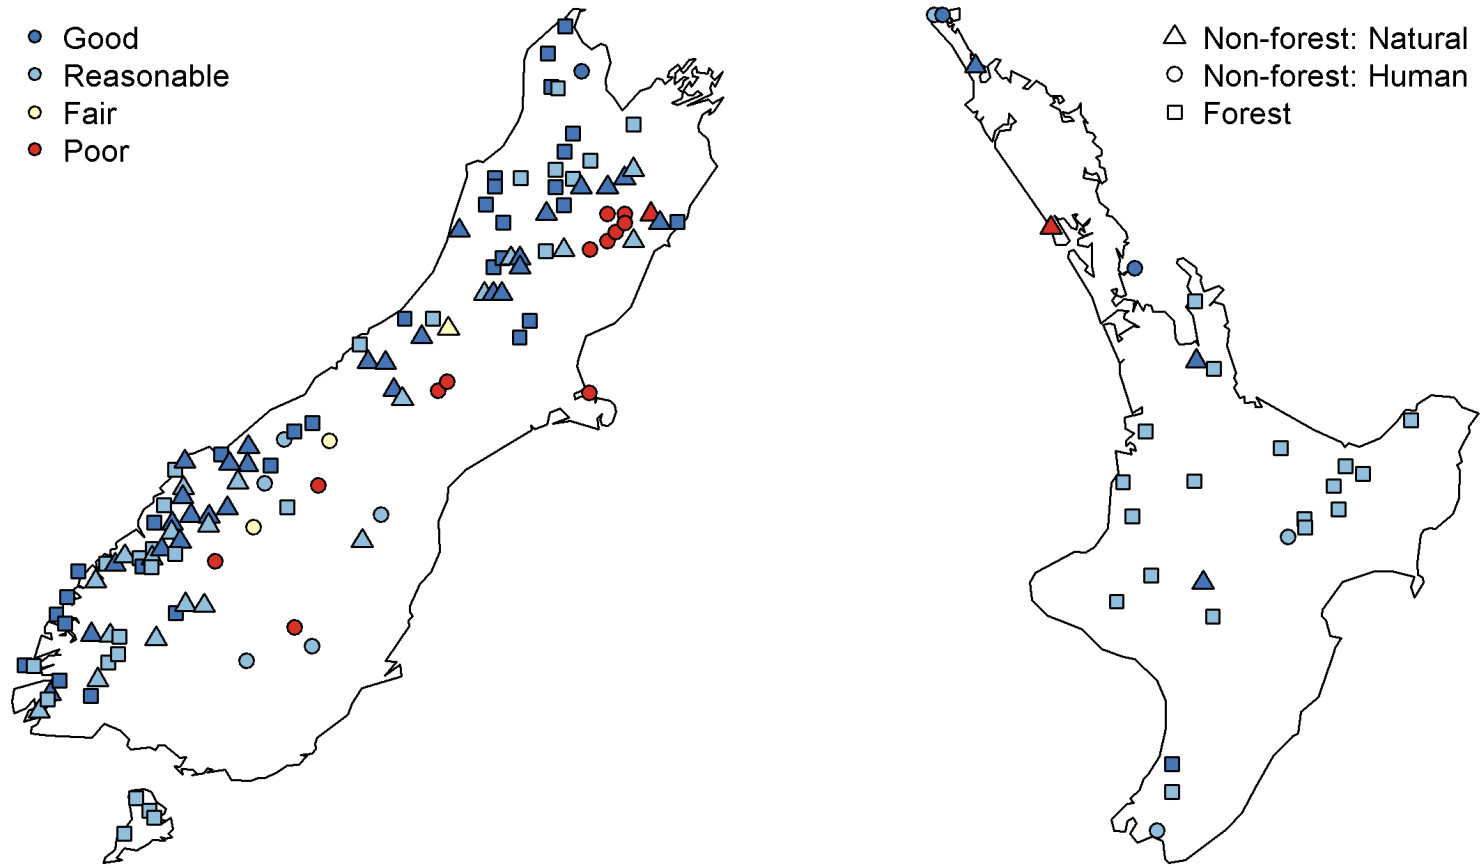 Good
Reasonable
Fair
Poor
Non-forest: Natural
Non-forest: Human
Forest